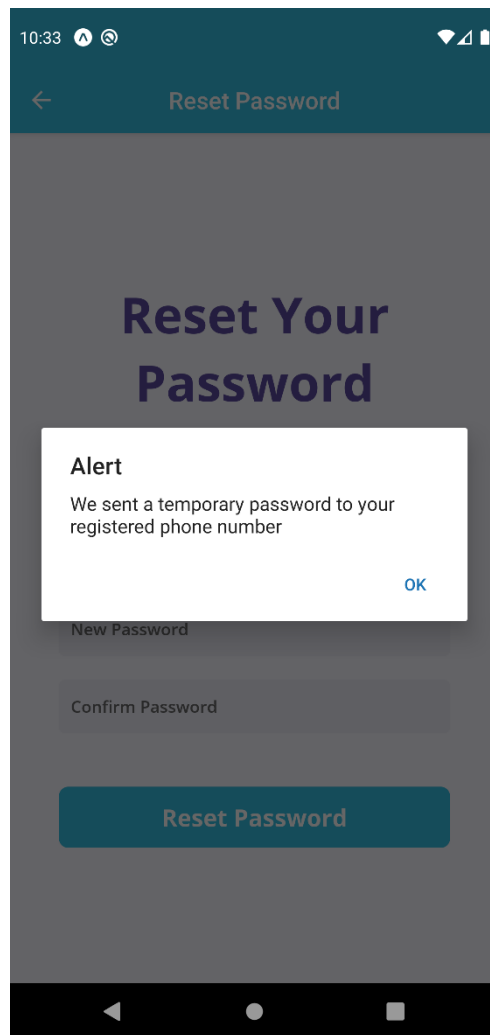 10:33
Reset Password
Reset Your
Password
Alert
We sent a temporary password to your
registered phone number
OK
New Password
Confirm Password
Reset Password